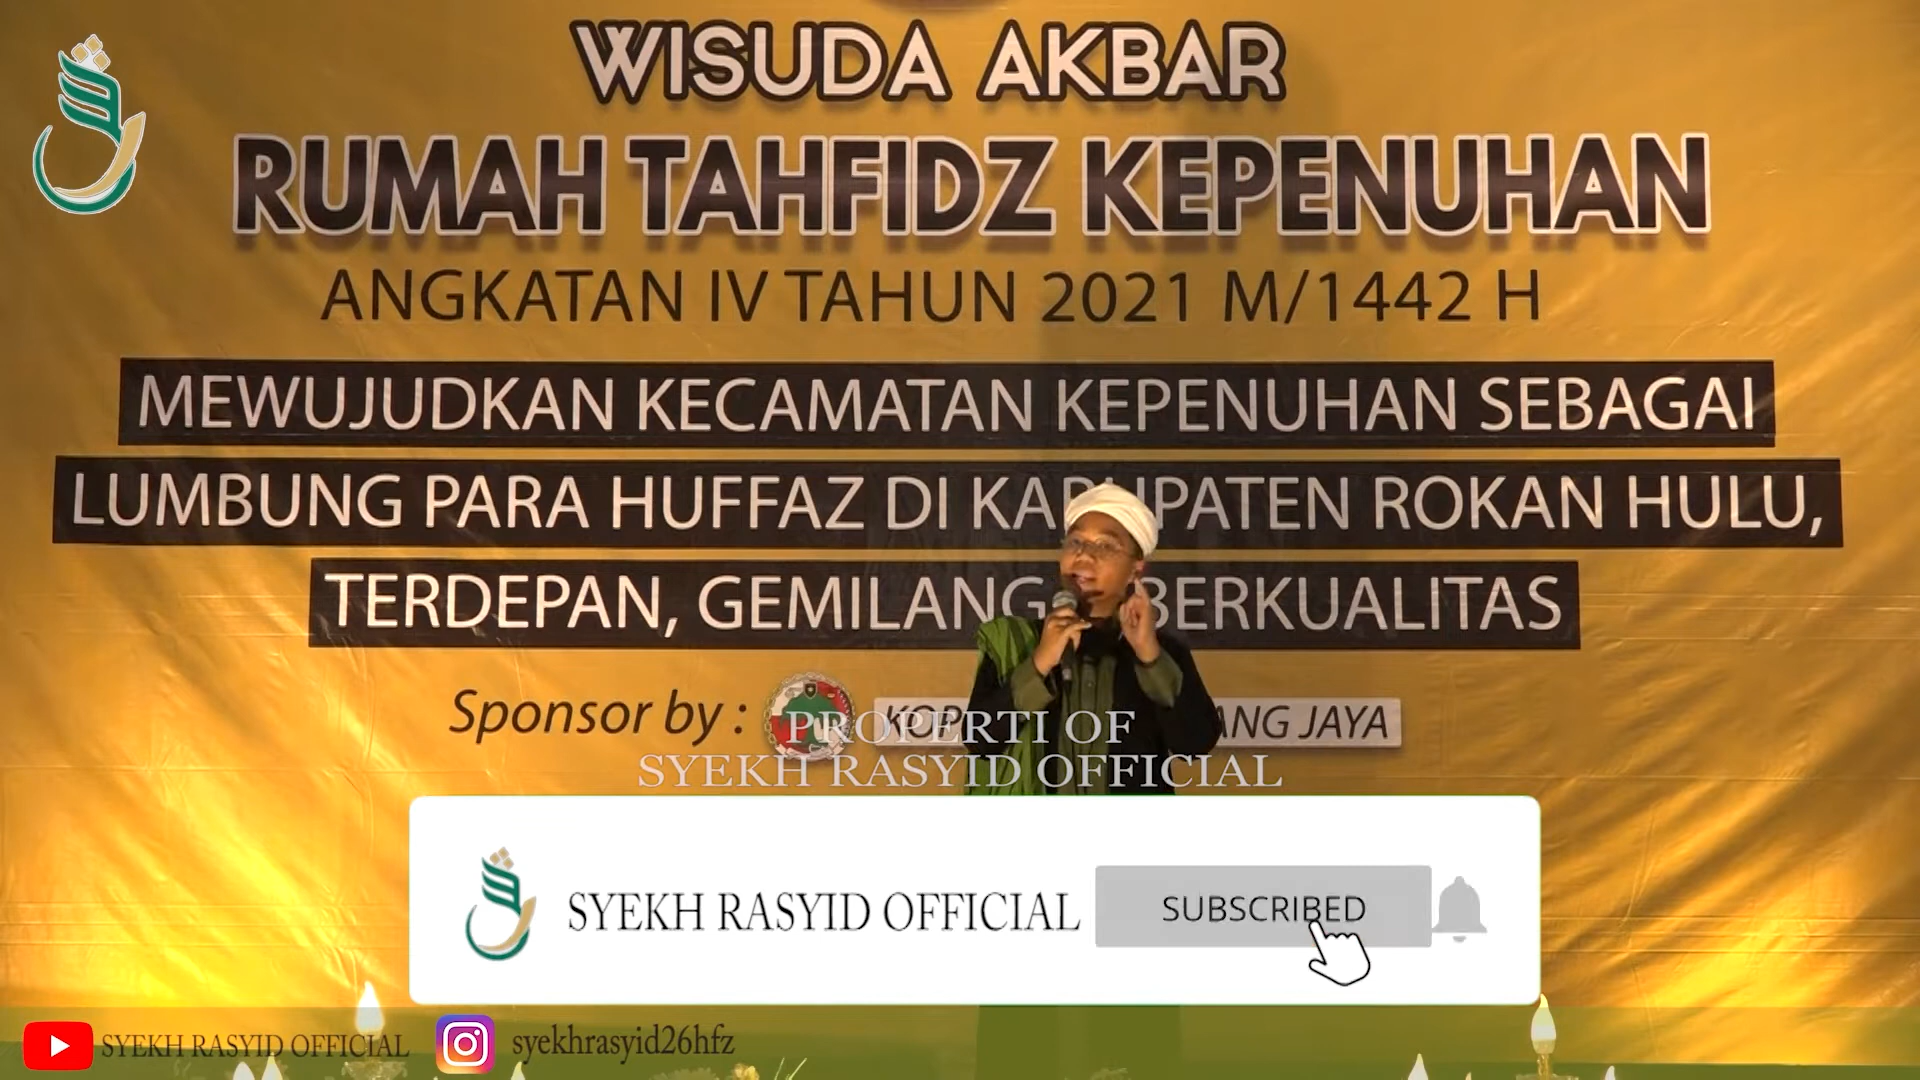 WISUDA AKBAR
RUMAH TAHFIDZ KEPENUHAN
ANGKATAN IV TAHUN 2021 M/1442 H
MEWUJUDKAN KECAMATAN KEPENUHAN SEBAGAI
LUMBUNG PARA HUFFAZ DI KABUPATEN ROKAN HULU,
TERDEPAN, GEMILANG BERKUALITAS
Sponsor by : JAYA
PROPERTI OF
SYEKH RASYID OFFICIAL
SYEKH RASYID OFFICIAL SUBSCRIBED
SYEKH RASYID OFFICIAL syekhrasyid26hfz